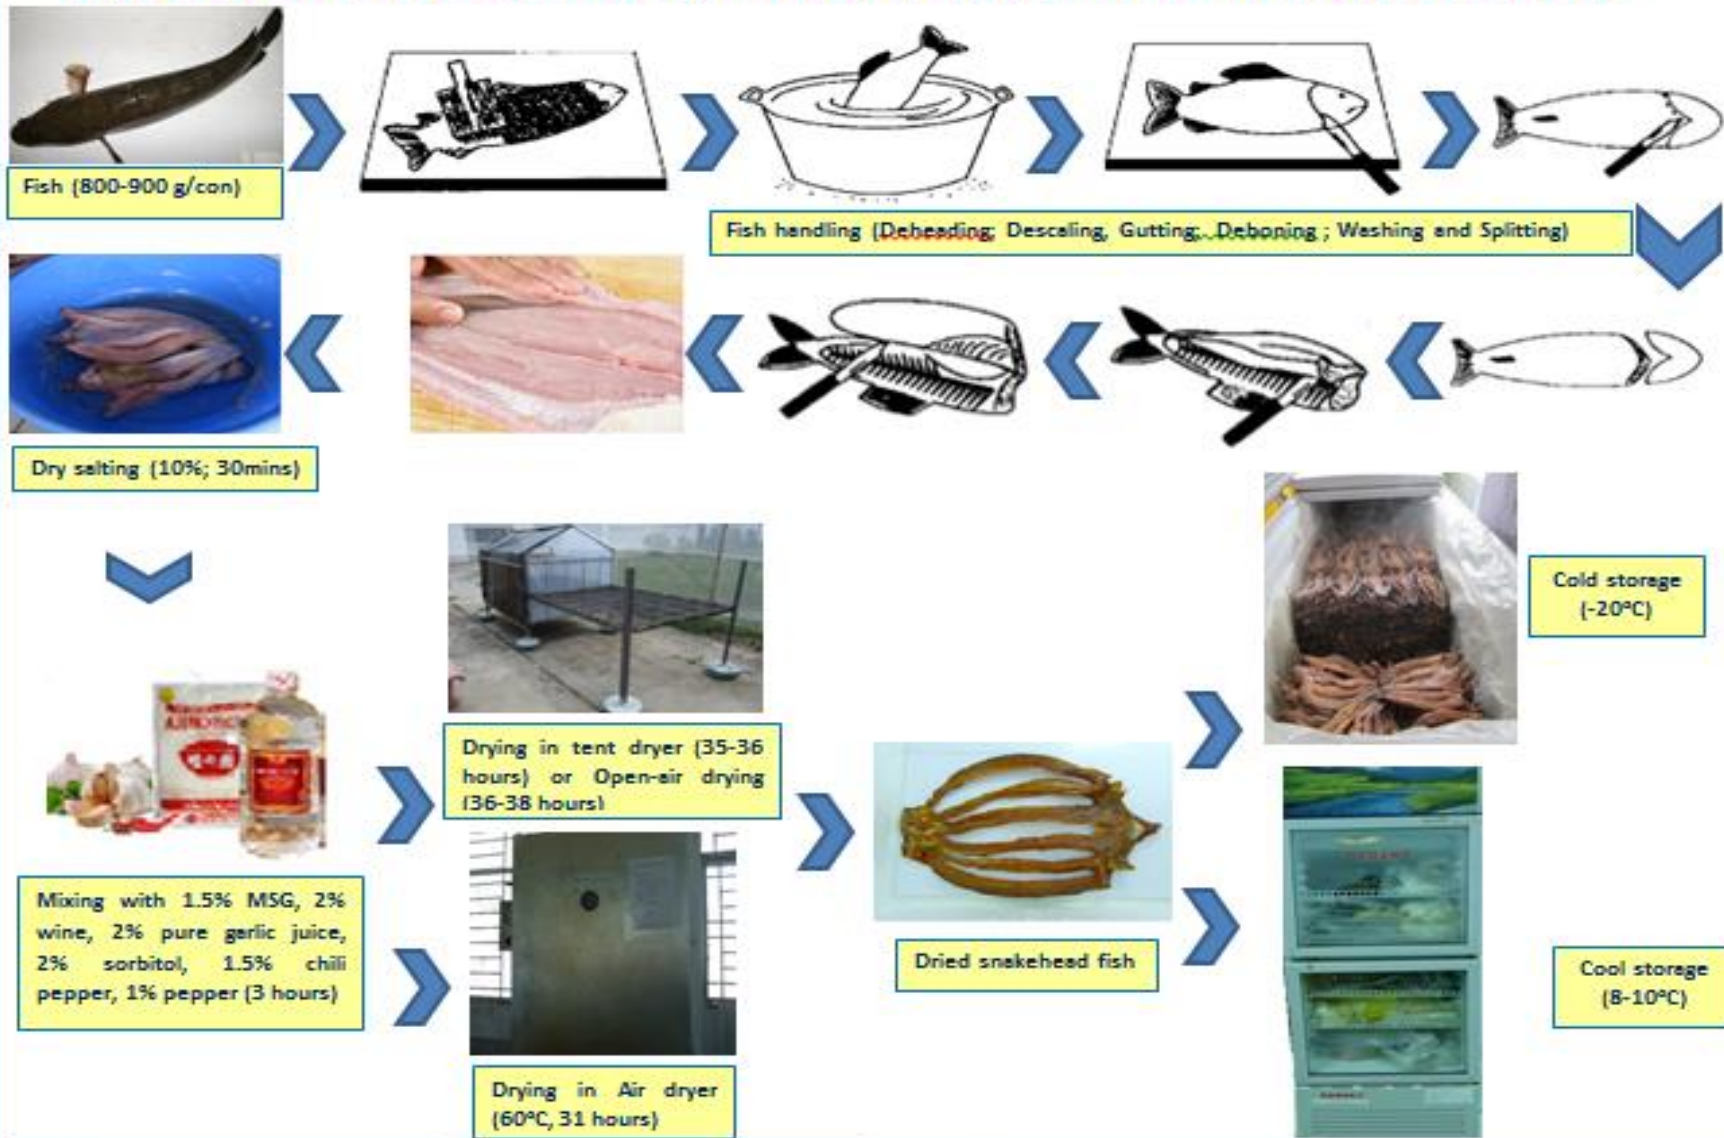 Fish (800-900 g/con)
Fish handling (Deheading; Descaling, Gutting; Deboning ; Washing and Splitting)
Dry salting (10%; 30mins)
Mixing with 1.5% MSG, 2%
wine, 2% pure garlic juice,
2% sorbitol, 1.5% chili
pepper, 1% pepper (3 hours)
Drying in tent dryer (35-36
hours) or Open-air drying
(36-38 hours)
Drying in Air dryer
(60°C, 31 hours)
Dried snakehead fish
Cold storage
(-20°C)
Cool storage
(8-10°C)